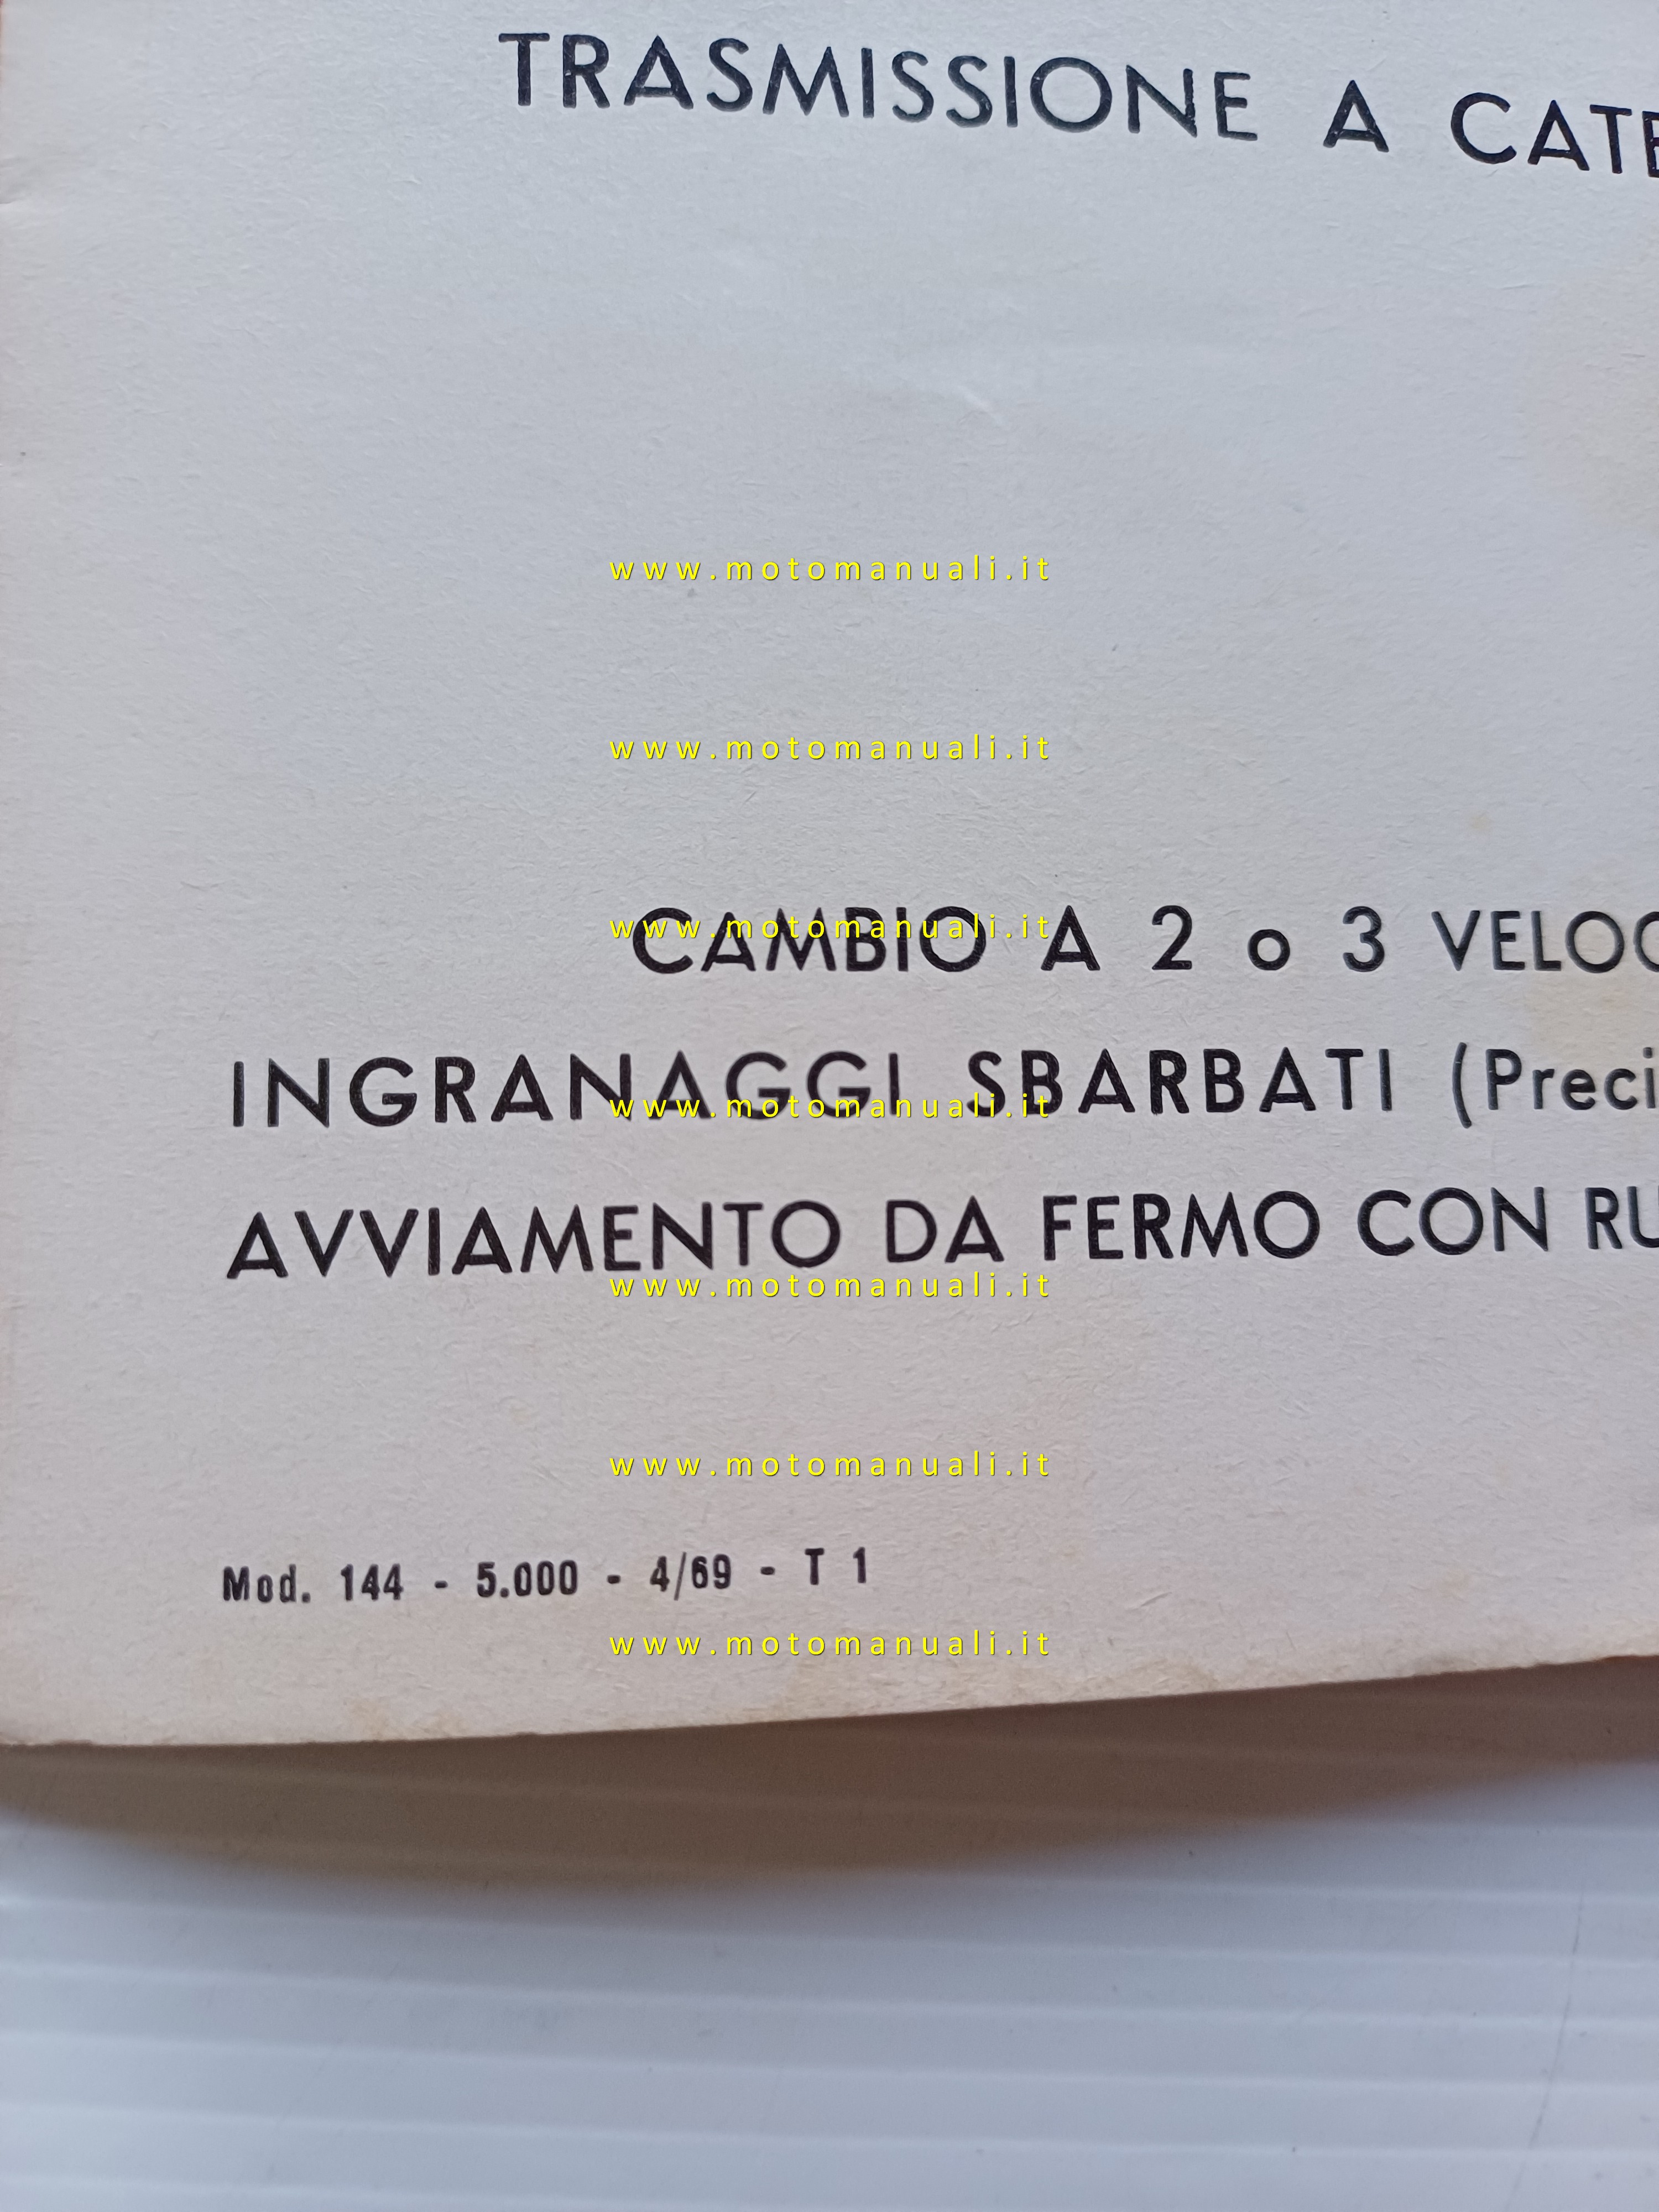 TRASMISSIONE A CATE
www.motomanuali.it
www.motomanuali.it
CAMBIO A 2 o 3 VELOC
www.motomanuali.it
INGRANAGGI SBARBATI (Preci
www.motomanuali.it
AVVIAMENTO DA FERMO CON RU
www.motomanuali.it
www.motomanuali.it
Mod. 144 - 5.000 - 4/69 - T 1
www.motomanuali.it